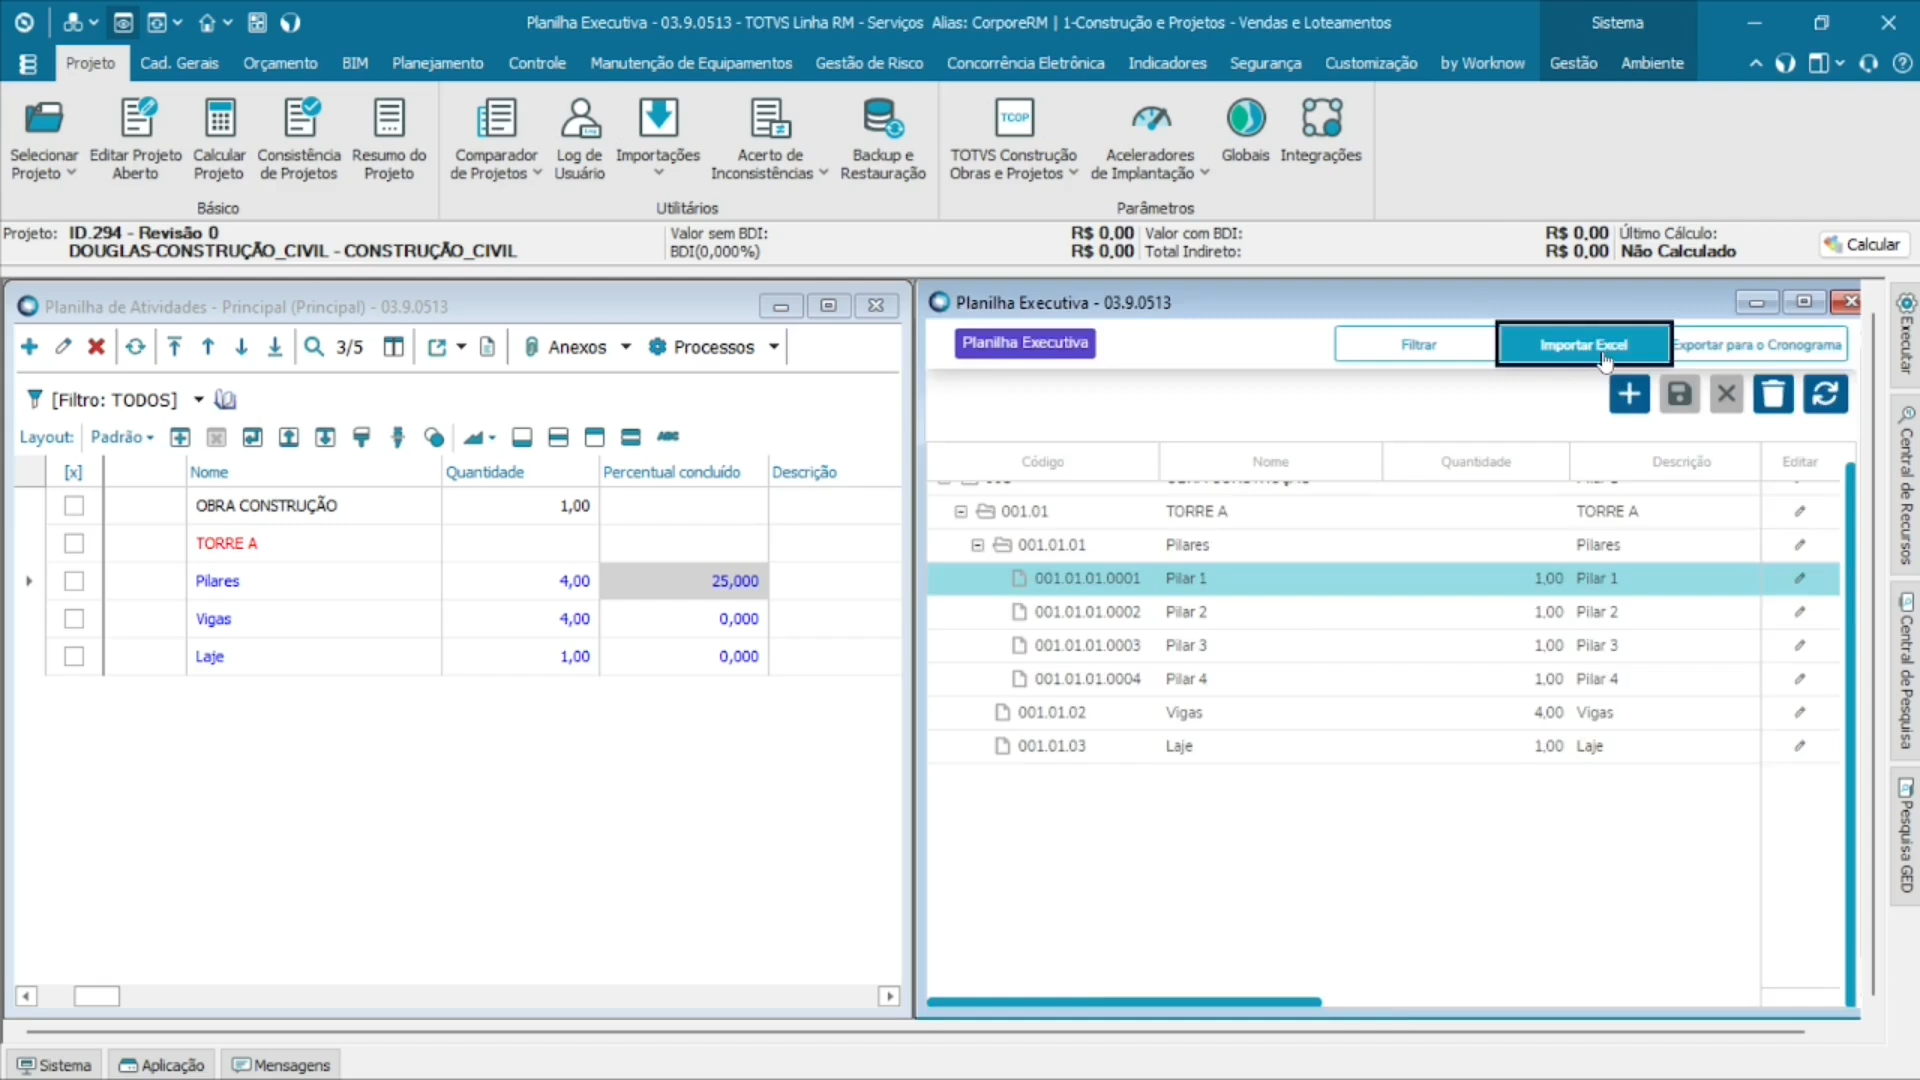 Planilha Executiva - 03.9.0513 - TOTVS Linha RM - Serviços  Alias: CorporeRM | 1-Construção e Projetos - Vendas e Loteamentos
Sistema
Projeto
Cad. Gerais
Orçamento
BIM
Planejamento
Controle
Manutenção de Equipamentos
Gestão de Risco
Concorrência Eletrônica
Indicadores
Segurança
Customização
by Worknow
Gestão
Ambiente
Selecionar Projeto
Editar Projeto Aberto
Calcular Projeto
Consistência de Projetos
Resumo do Projeto
Comparador de Projetos
Log de Usuário
Importações
Acerto de Inconsistências
Backup e Restauração
TCOP
TOTVS Construção Obras e Projetos
Aceleradores de Implantação
Globais
Integrações
Básico
Utilitários
Parâmetros
Projeto: ID.294 - Revisão 0
DOUGLAS-CONSTRUÇÃO_CIVIL - CONSTRUÇÃO_CIVIL
Valor sem BDI: R$ 0,00
BDI(0,000%) R$ 0,00
Valor com BDI: R$ 0,00
Total Indireto: R$ 0,00
Último Cálculo:
Não Calculado
Calcular
Planilha de Atividades - Principal (Principal) - 03.9.0513
3/5
Anexos
Processos
[Filtro: TODOS]
Layout: Padrão
ABC
[x] Nome Quantidade Percentual concluído Descrição
OBRA CONSTRUÇÃO 1,00
TORRE A
Pilares 4,00 25,000
Vigas 4,00 0,000
Laje 1,00 0,000
Planilha Executiva - 03.9.0513
Planilha Executiva
Filtrar
Importar Excel
Exportar para o Cronograma
Código Nome Quantidade Descrição Editar
001.01 TORRE A TORRE A
001.01.01 Pilares Pilares
001.01.01.0001 Pilar 1 1,00 Pilar 1
001.01.01.0002 Pilar 2 1,00 Pilar 2
001.01.01.0003 Pilar 3 1,00 Pilar 3
001.01.01.0004 Pilar 4 1,00 Pilar 4
001.01.02 Vigas 4,00 Vigas
001.01.03 Laje 1,00 Laje
Executar
Central de Recursos
Central de Pesquisa
Pesquisa GED
Sistema
Aplicação
Mensagens